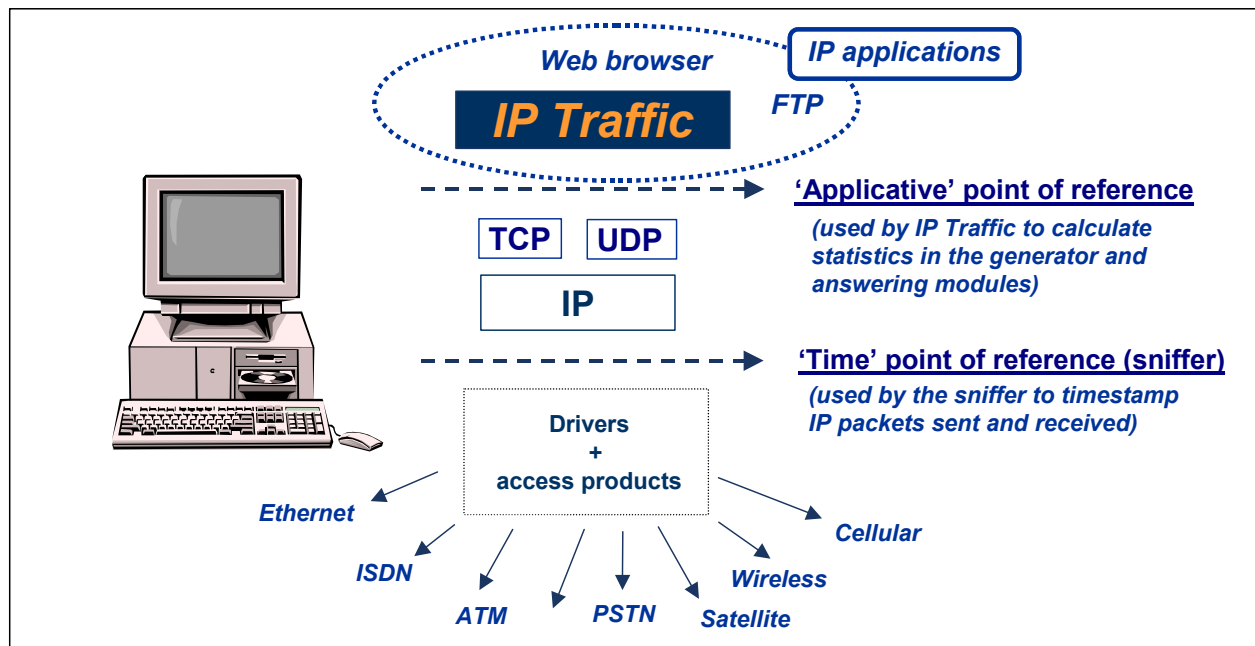 Web browser
IP applications
IP Traffic
FTP
‘Applicative’ point of reference
(used by IP Traffic to calculate
statistics in the generator and
answering modules)
TCP
UDP
IP
‘Time’ point of reference (sniffer)
(used by the sniffer to timestamp
IP packets sent and received)
Drivers
+
access products
Ethernet
ISDN
ATM
PSTN
Satellite
Wireless
Cellular